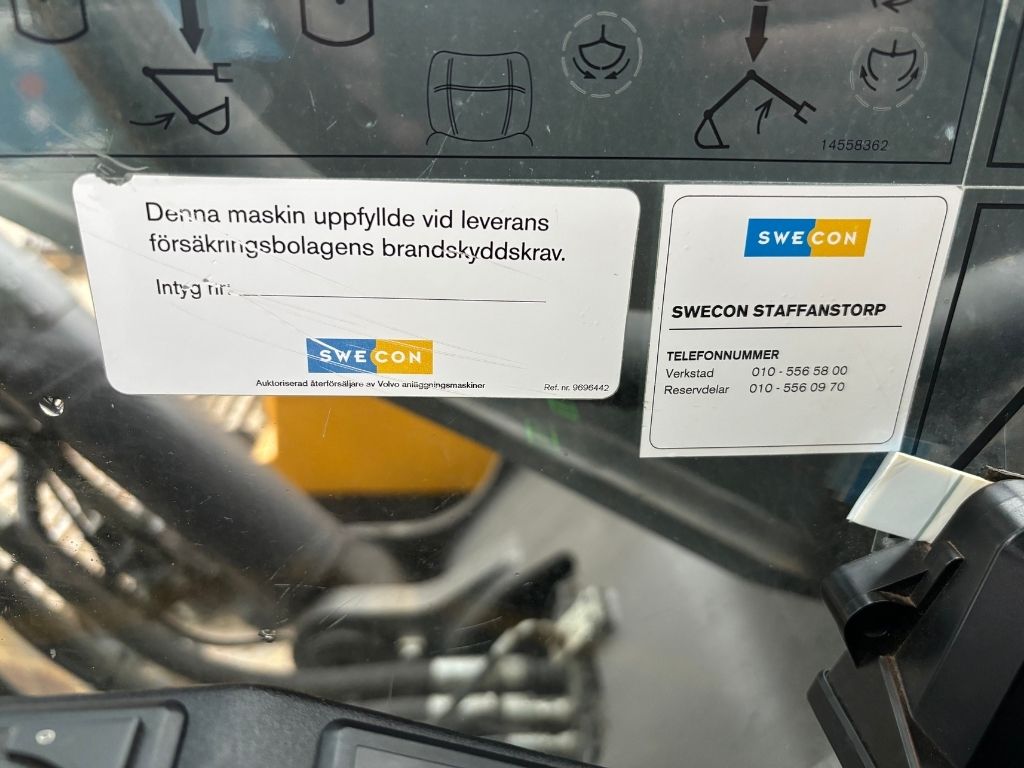 14558362
Denna maskin uppfyllde vid leverans
försäkringsbolagens brandskyddskrav.
Intyg nr:
SWECON
Auktoriserad återförsäljare av Volvo anläggningsmaskiner
Ref. nr. 9696442
SWECON
SWECON STAFFANSTORP
TELEFONNUMMER
Verkstad 010 - 556 58 00
Reservdelar 010 - 556 09 70